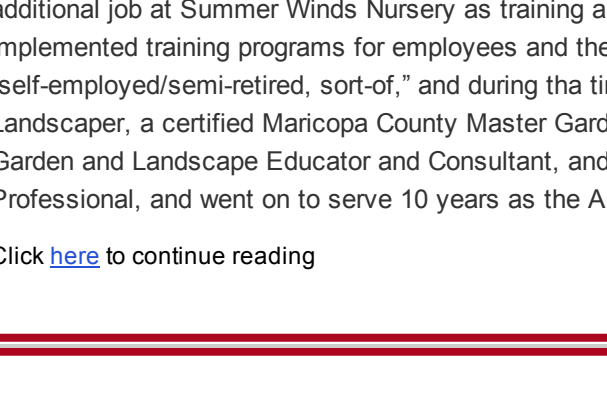 additional job at Summer Winds Nursery as training a
implemented training programs for employees and the
self-employed/semi-retired, sort-of,” and during tha ti
Landscaper, a certified Maricopa County Master Gard
Garden and Landscape Educator and Consultant, and
Professional, and went on to serve 10 years as the A
Click here to continue reading